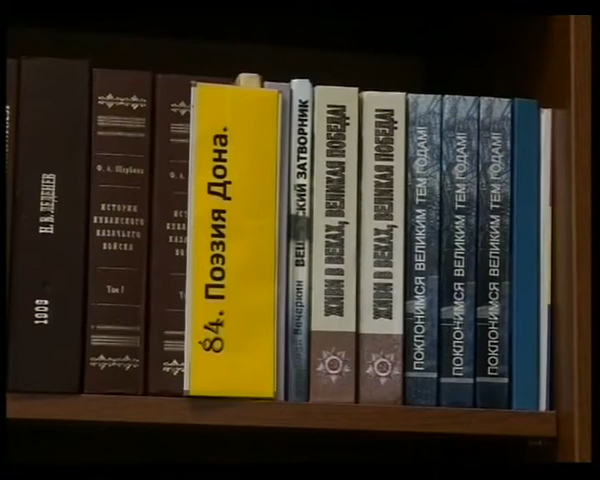 Н.В. ЛЕДЕНЕВ
1909
Ф. А. Щербина
ИСТОРИЯ
КУБАНСКОГО
КАЗАЧЬЕГО
ВОЙСКА
Том I
84. Поэзия Дона.
Вечеркин
ЗАТВОРНИК
ЖИВИ В ВЕКАХ, ВЕЛИКАЯ ПОБЕДА!
ЖИВИ В ВЕКАХ, ВЕЛИКАЯ ПОБЕДА!
ПОКЛОНИМСЯ ВЕЛИКИМ ТЕМ ГОДАМ!
ПОКЛОНИМСЯ ВЕЛИКИМ ТЕМ ГОДАМ!
ПОКЛОНИМСЯ ВЕЛИКИМ ТЕМ ГОДАМ!